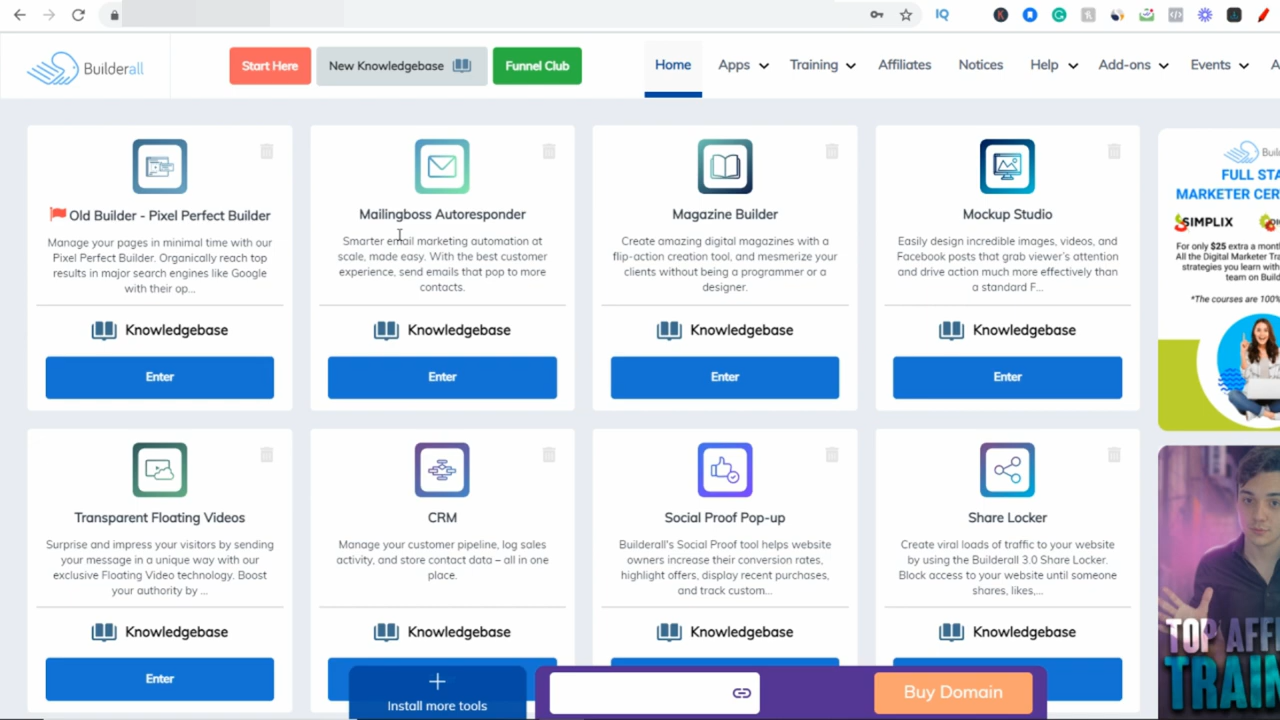 Builderall
Start Here
New Knowledgebase
Funnel Club
Home
Apps
Training
Affiliates
Notices
Help
Add-ons
Events
Old Builder - Pixel Perfect Builder
Manage your pages in minimal time with our
Pixel Perfect Builder. Organically reach top
results in major search engines like Google
with their op...
Knowledgebase
Enter
Mailingboss Autoresponder
Smarter email marketing automation at
scale, made easy. With the best customer
experience, send emails that pop to more
contacts.
Knowledgebase
Enter
Magazine Builder
Create amazing digital magazines with a
flip-action creation tool, and mesmerize your
clients without being a programmer or a
designer.
Knowledgebase
Enter
Mockup Studio
Easily design incredible images, videos, and
Facebook posts that grab viewer's attention
and drive action much more effectively than
a standard F...
Knowledgebase
Enter
Transparent Floating Videos
Surprise and impress your visitors by sending
your message in a unique way with our
exclusive Floating Video technology. Boost
your authority by ...
Knowledgebase
Enter
CRM
Manage your customer pipeline, log sales
activity, and store contact data – all in one
place.
Knowledgebase
Social Proof Pop-up
Builderall's Social Proof tool helps website
owners increase their conversion rates,
highlight offers, display recent purchases,
and track custom...
Knowledgebase
Share Locker
Create viral loads of traffic to your website
by using the Builderall 3.0 Share Locker.
Block access to your website until someone
shares, likes,...
Knowledgebase
Install more tools
Buy Domain
FULL STA
MARKETER CER
SIMPLIX
For only $25 extra a mon
All the Digital Marketer Tra
strategies you learn with
team on Build
*The courses are 100%
TOP AFFI
TRAIN
IQ